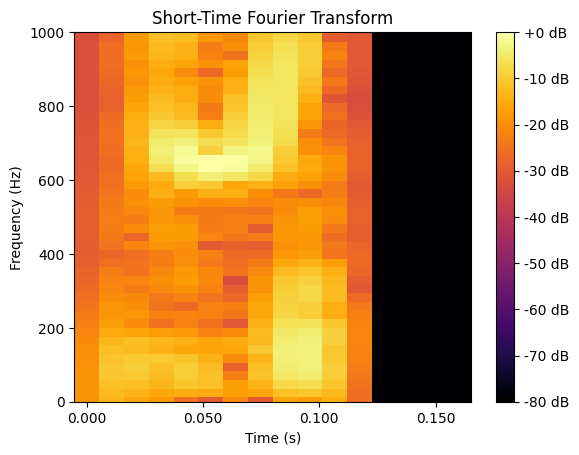 Short-Time Fourier Transform
1000
800
600
400
200
0
Frequency (Hz)
0.000
0.050
0.100
0.150
Time (s)
+0 dB
-10 dB
-20 dB
-30 dB
-40 dB
-50 dB
-60 dB
-70 dB
-80 dB